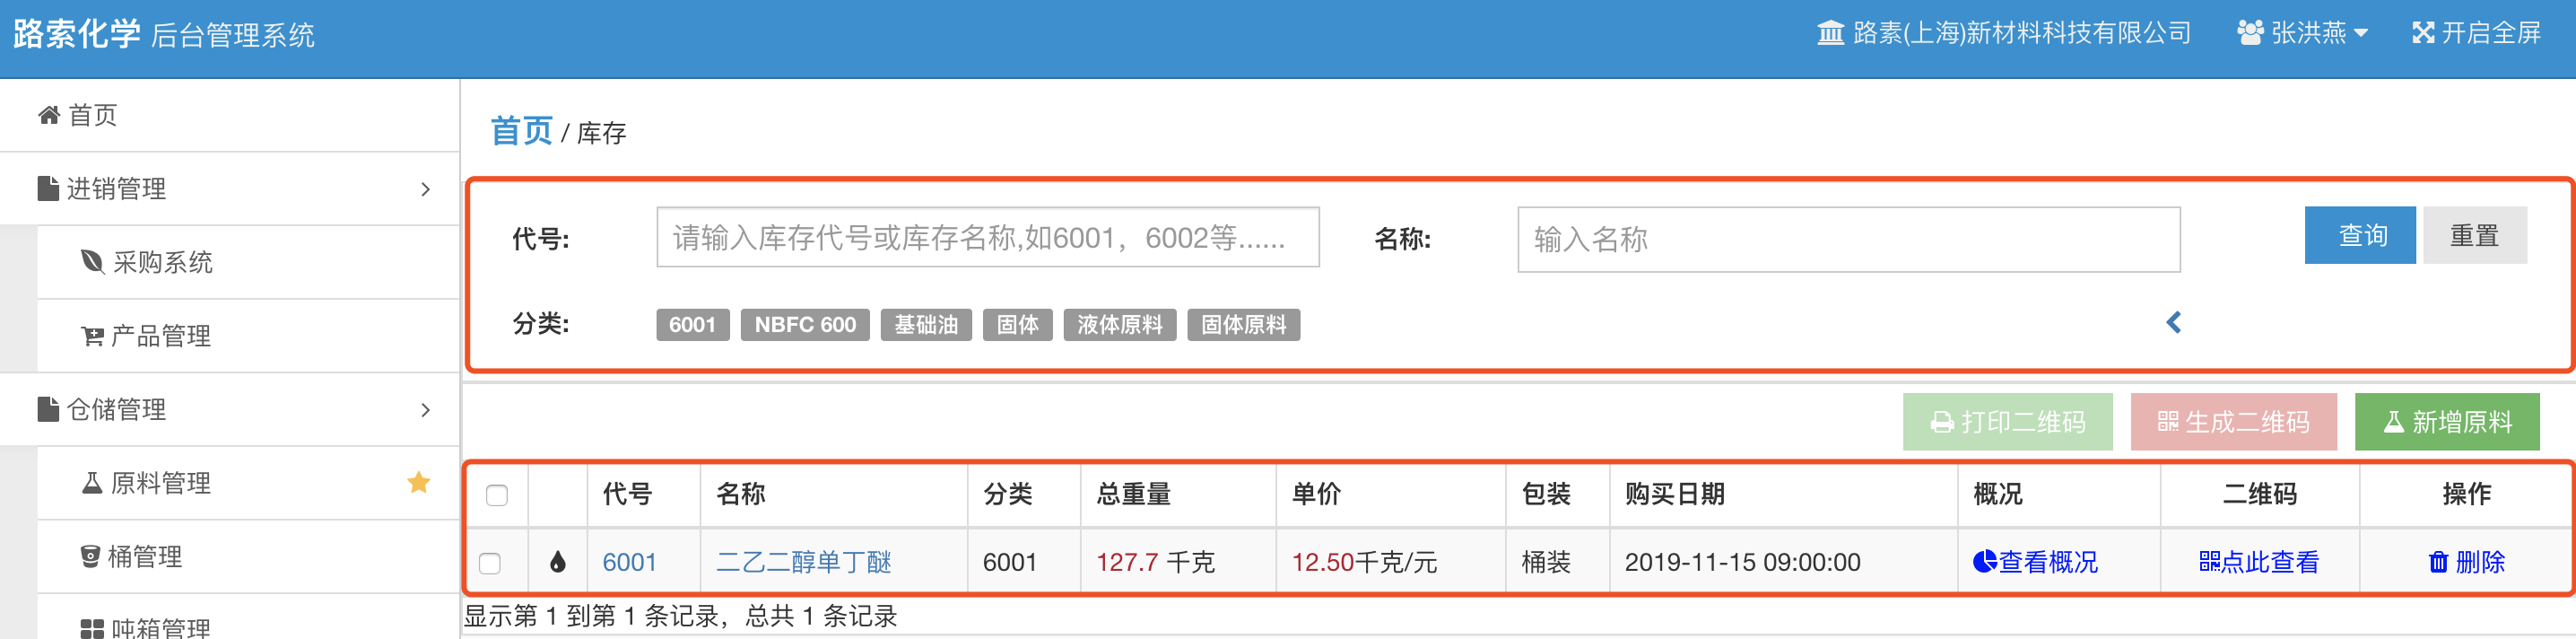 路索化学 后台管理系统
路素(上海)新材料科技有限公司 张洪燕 开启全屏
首页
进销管理
采购系统
产品管理
仓储管理
原料管理
桶管理
吨箱管理
首页 / 库存
代号: 请输入库存代号或库存名称,如6001，6002等...... 名称: 输入名称 查询 重置
分类: 6001 NBFC 600 基础油 固体 液体原料 固体原料
打印二维码 生成二维码 新增原料
代号 名称 分类 总重量 单价 包装 购买日期 概况 二维码 操作
6001 二乙二醇单丁醚 6001 127.7 千克 12.50千克/元 桶装 2019-11-15 09:00:00 查看概况 点此查看 删除
显示第 1 到第 1 条记录，总共 1 条记录